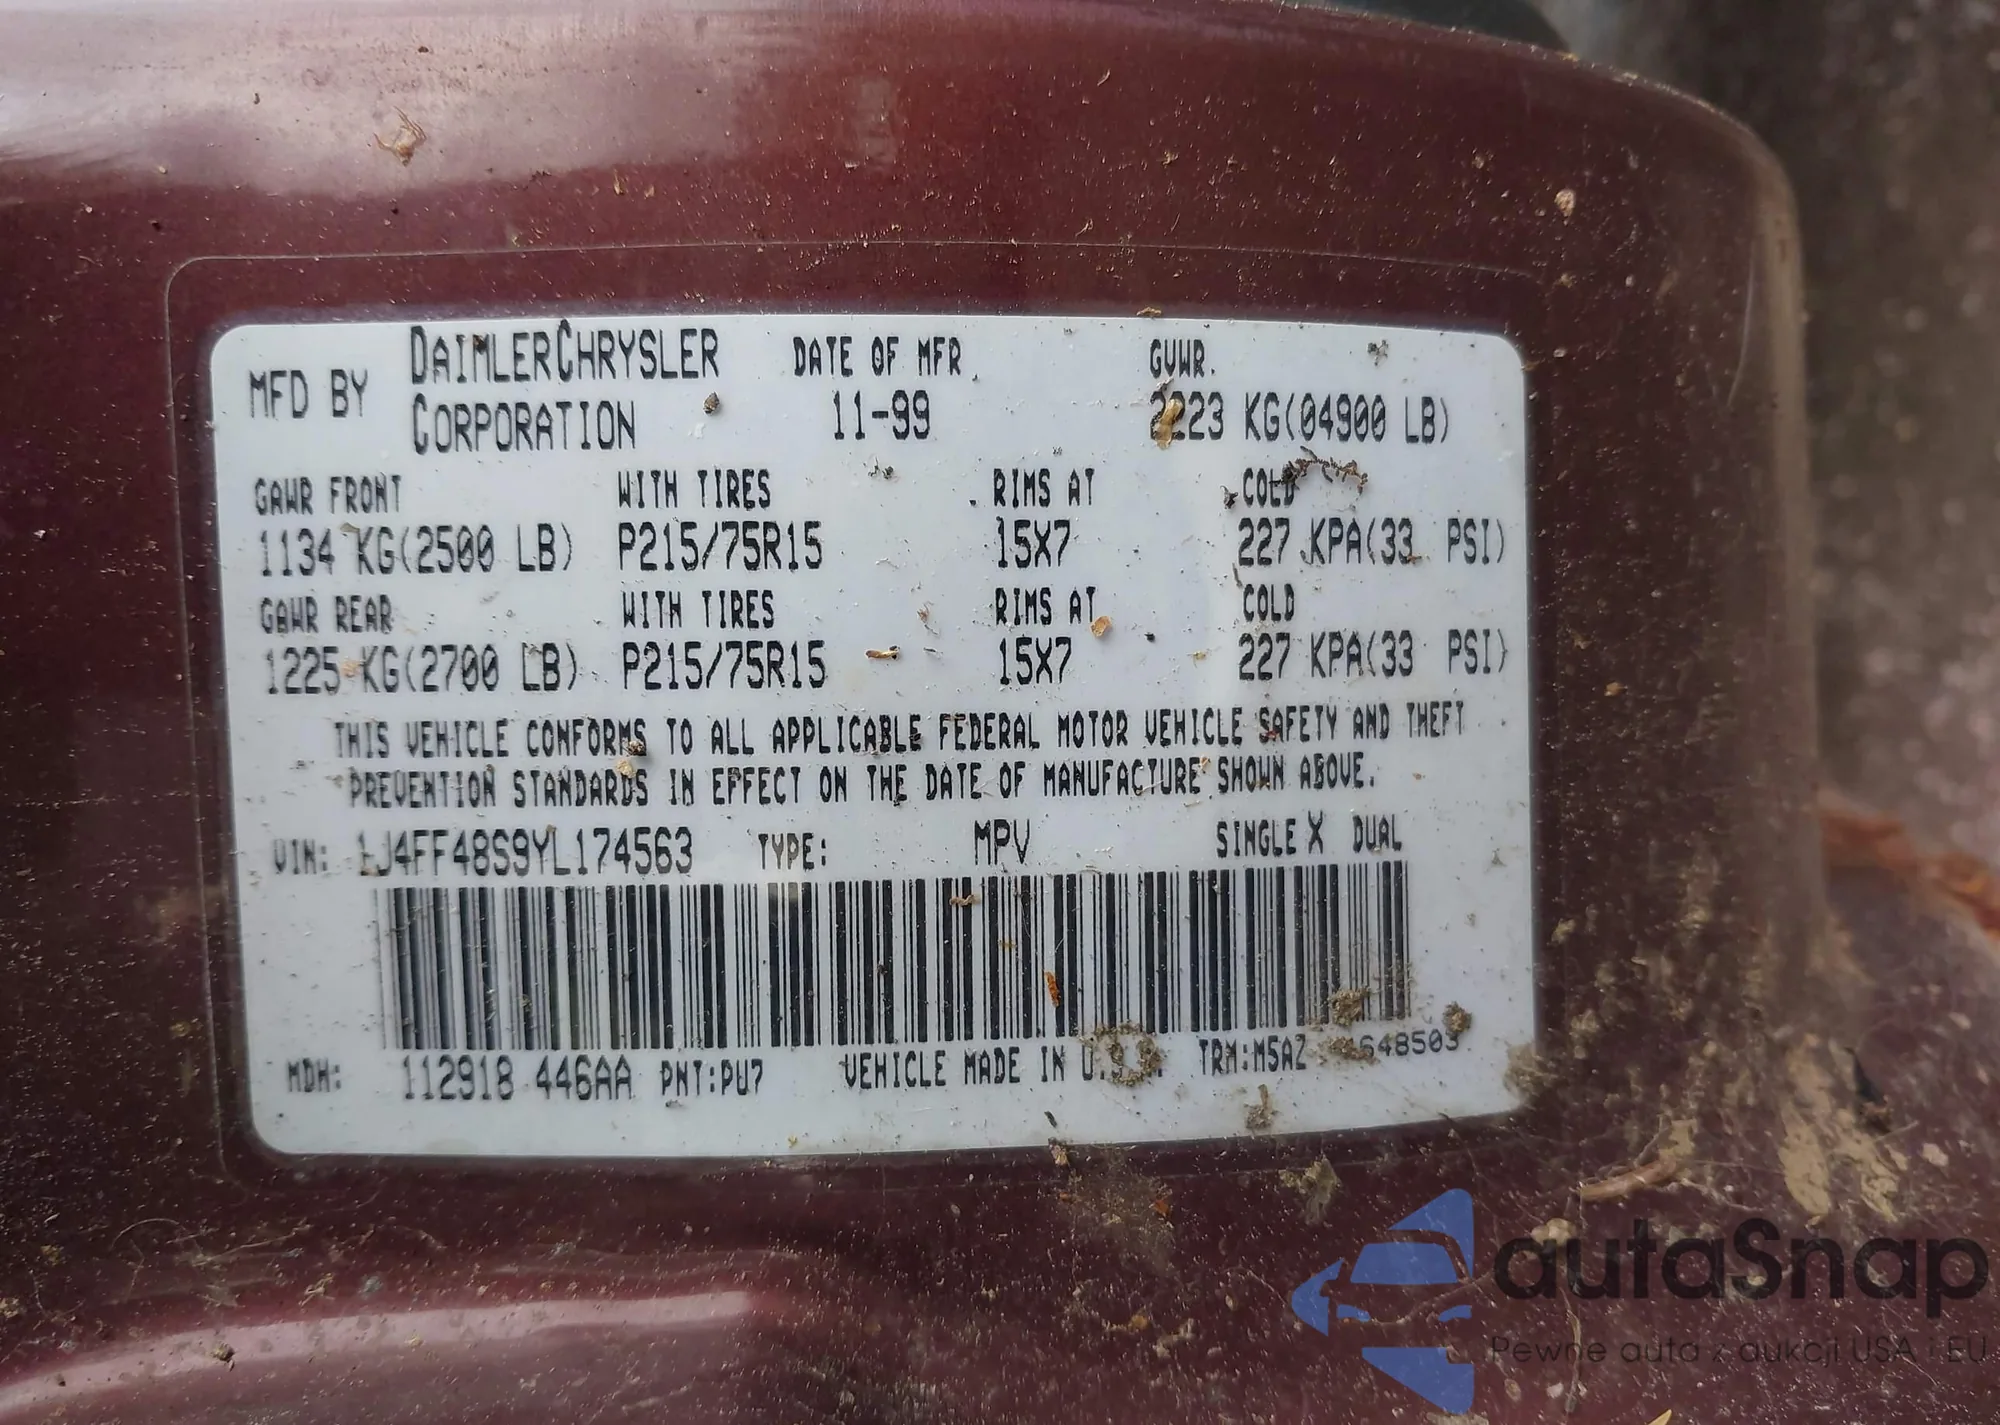 MFD BY DAIMLERCHRYSLER CORPORATION DATE OF MFR. 11-99 GVWR. 2223 KG(04900 LB)
GAWR FRONT WITH TIRES RIMS AT COLD
1134 KG(2500 LB) P215/75R15 15X7 227 KPA(33 PSI)
GAWR REAR WITH TIRES RIMS AT COLD
1225 KG(2700 LB) P215/75R15 15X7 227 KPA(33 PSI)
THIS VEHICLE CONFORMS TO ALL APPLICABLE FEDERAL MOTOR VEHICLE SAFETY AND THEFT
PREVENTION STANDARDS IN EFFECT ON THE DATE OF MANUFACTURE SHOWN ABOVE.
VIN: 1J4FF48S9YL174563 TYPE: MPV SINGLE X DUAL
MDH: 112918 446AA PNT:PU7 VEHICLE MADE IN U.S.A. TRM:M5AZ
autaSnap
Pewne auta z aukcji USA i EU